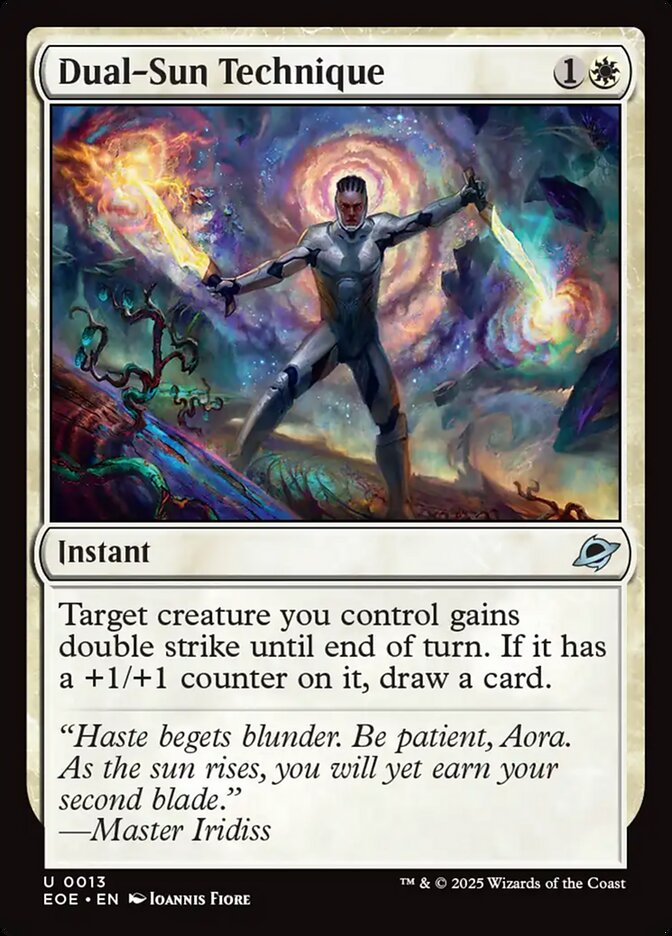 Dual-Sun Technique
1
Instant
Target creature you control gains
double strike until end of turn. If it has
a +1/+1 counter on it, draw a card.
“Haste begets blunder. Be patient, Aora.
As the sun rises, you will yet earn your
second blade.”
—Master Iridiss
U 0013
EOE • EN Ioannis Fiore
™ & © 2025 Wizards of the Coast